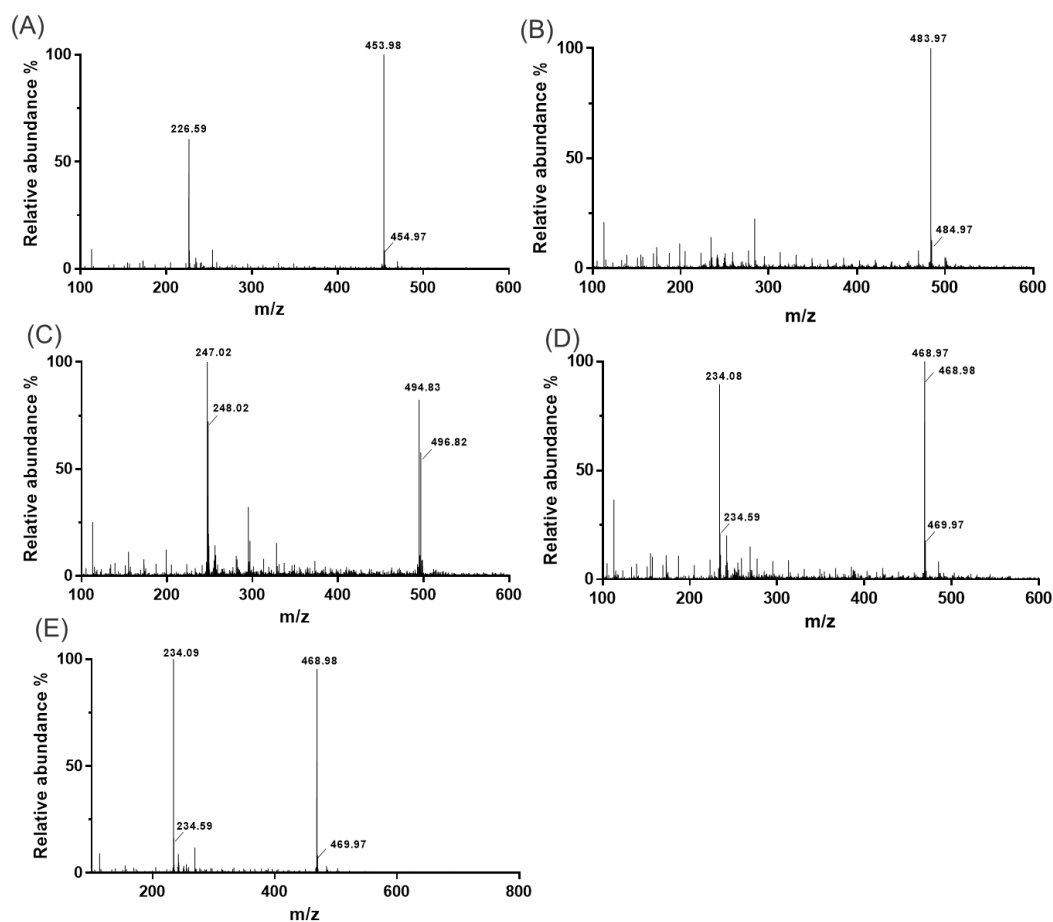 (A)
Relative abundance %
100
50
0
453.98
226.59
454.97
100 200 300 400 500 600
m/z
(B)
Relative abundance %
100
50
0
483.97
484.97
100 200 300 400 500 600
m/z
(C)
Relative abundance %
100
50
0
247.02
248.02
494.83
496.82
100 200 300 400 500 600
m/z
(D)
Relative abundance %
100
50
0
468.97
468.98
234.08
234.59
469.97
100 200 300 400 500 600
m/z
(E)
Relative abundance %
100
50
0
234.09
468.98
234.59
469.97
200 400 600 800
m/z